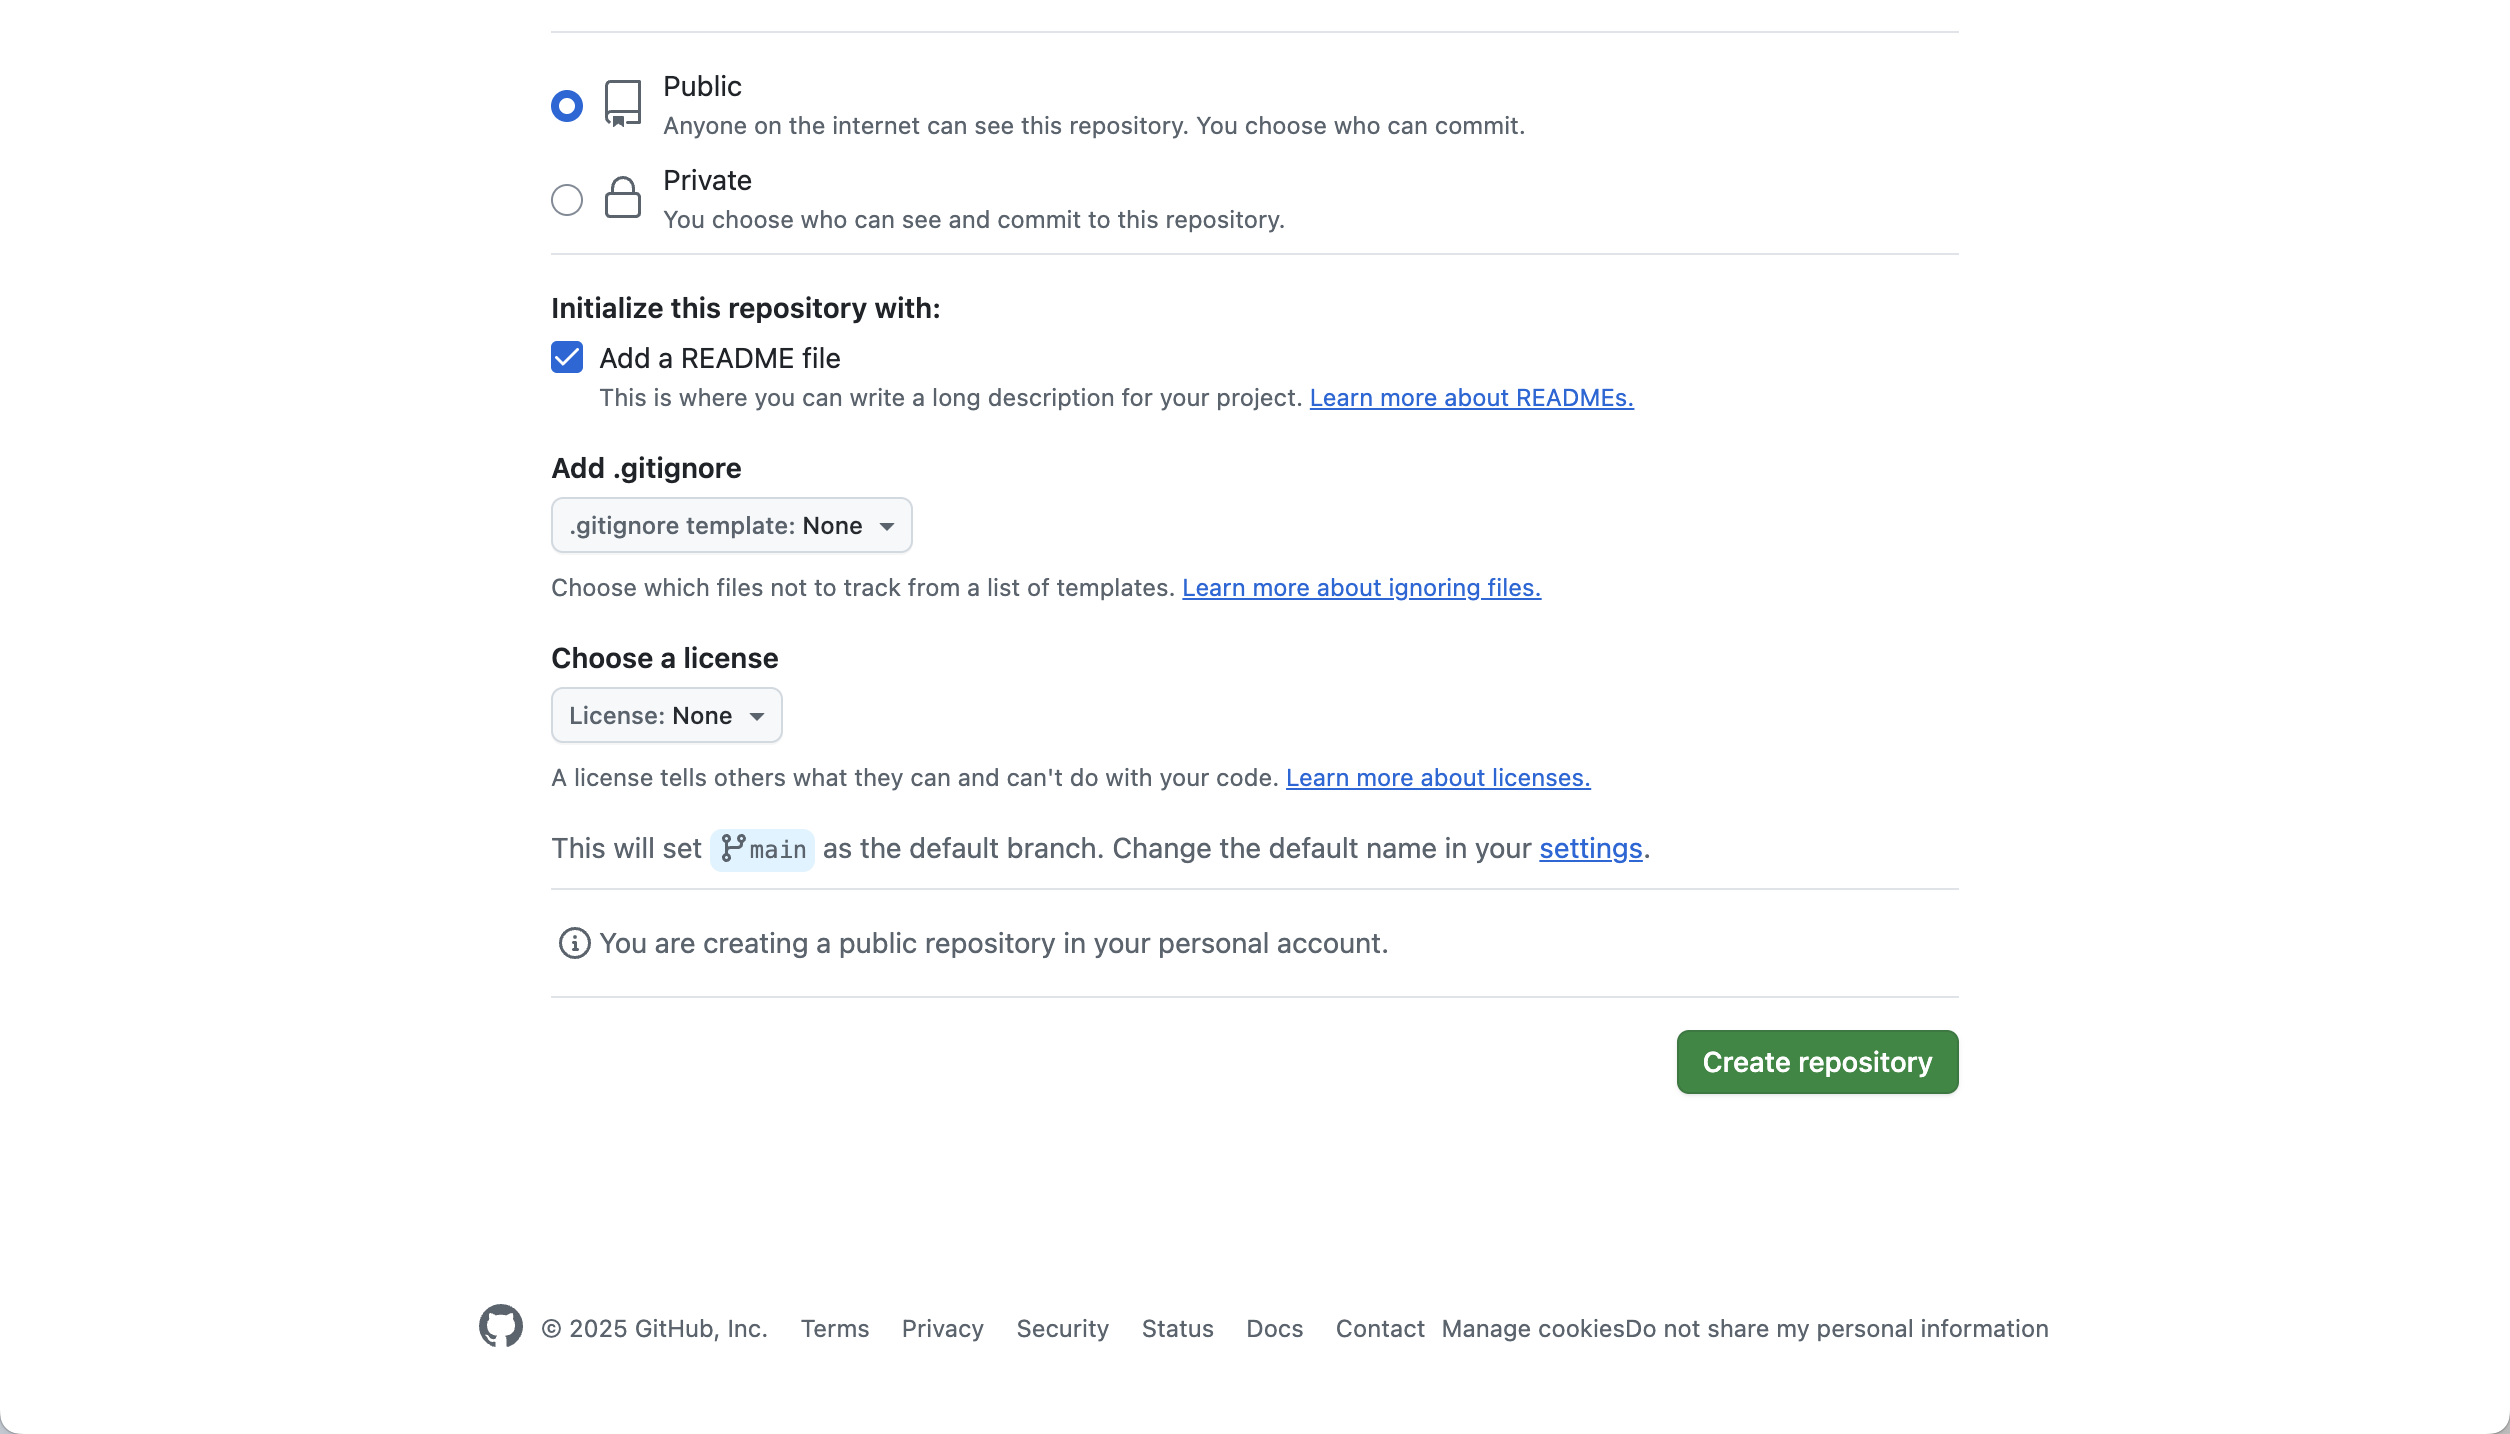 Public
Anyone on the internet can see this repository. You choose who can commit.
Private
You choose who can see and commit to this repository.
Initialize this repository with:
Add a README file
This is where you can write a long description for your project. Learn more about READMEs.
Add .gitignore
.gitignore template: None
Choose which files not to track from a list of templates. Learn more about ignoring files.
Choose a license
License: None
A license tells others what they can and can't do with your code. Learn more about licenses.
This will set main as the default branch. Change the default name in your settings.
You are creating a public repository in your personal account.
Create repository
© 2025 GitHub, Inc. Terms Privacy Security Status Docs Contact Manage cookies Do not share my personal information